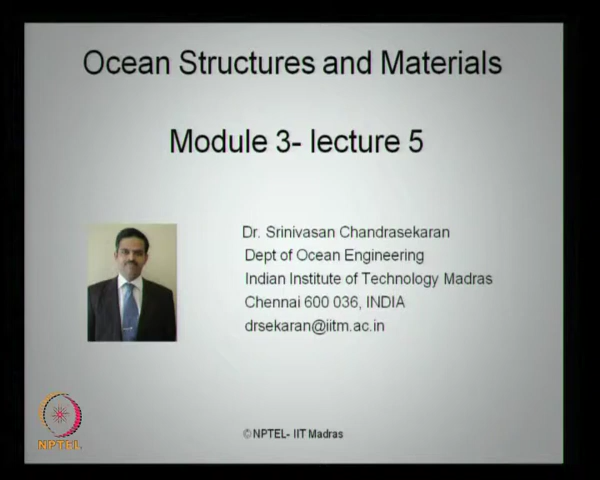 Ocean Structures and Materials
Module 3- lecture 5
Dr. Srinivasan Chandrasekaran
Dept of Ocean Engineering
Indian Institute of Technology Madras
Chennai 600 036, INDIA
drsekaran@iitm.ac.in
NPTEL
©NPTEL- IIT Madras